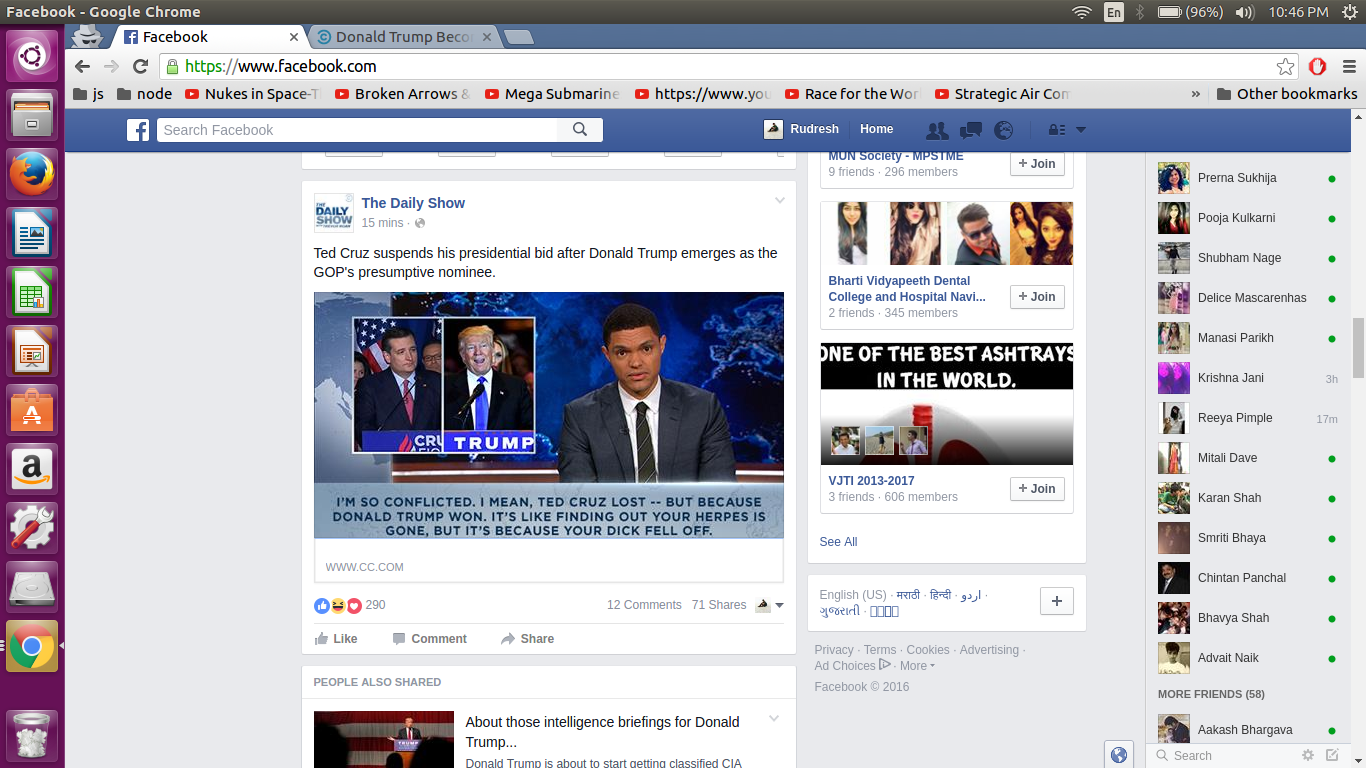 Facebook - Google Chrome
En
(96%)
10:46 PM
Facebook
Donald Trump Beco
https://www.facebook.com
js
node
Nukes in Space-T
Broken Arrows &
Mega Submarine
https://www.you
Race for the Wor
Strategic Air Com
»
Other bookmarks
Search Facebook
Rudresh
Home
The Daily Show
15 mins ·
Ted Cruz suspends his presidential bid after Donald Trump emerges as the
GOP's presumptive nominee.
THE
DAILY
SHOW
CRU
TRUMP
I'M SO CONFLICTED. I MEAN, TED CRUZ LOST -- BUT BECAUSE
DONALD TRUMP WON. IT'S LIKE FINDING OUT YOUR HERPES IS
GONE, BUT IT'S BECAUSE YOUR DICK FELL OFF.
WWW.CC.COM
290
12 Comments
71 Shares
Like
Comment
Share
PEOPLE ALSO SHARED
TRUMP
About those intelligence briefings for Donald
Trump...
Donald Trump is about to start getting classified CIA
MUN Society - MPSTME
9 friends · 296 members
+ Join
Bharti Vidyapeeth Dental
College and Hospital Navi...
2 friends · 345 members
+ Join
ONE OF THE BEST ASHTRAYS
IN THE WORLD.
VJTI 2013-2017
3 friends · 606 members
+ Join
See All
English (US) · मराठी · हिन्दी · اردو ·
ગુજરાતી ·
Privacy · Terms · Cookies · Advertising ·
Ad Choices · More
Facebook © 2016
Prerna Sukhija
Pooja Kulkarni
Shubham Nage
Delice Mascarenhas
Manasi Parikh
Krishna Jani 3h
Reeya Pimple 17m
Mitali Dave
Karan Shah
Smriti Bhaya
Chintan Panchal
Bhavya Shah
Advait Naik
MORE FRIENDS (58)
Aakash Bhargava
Search